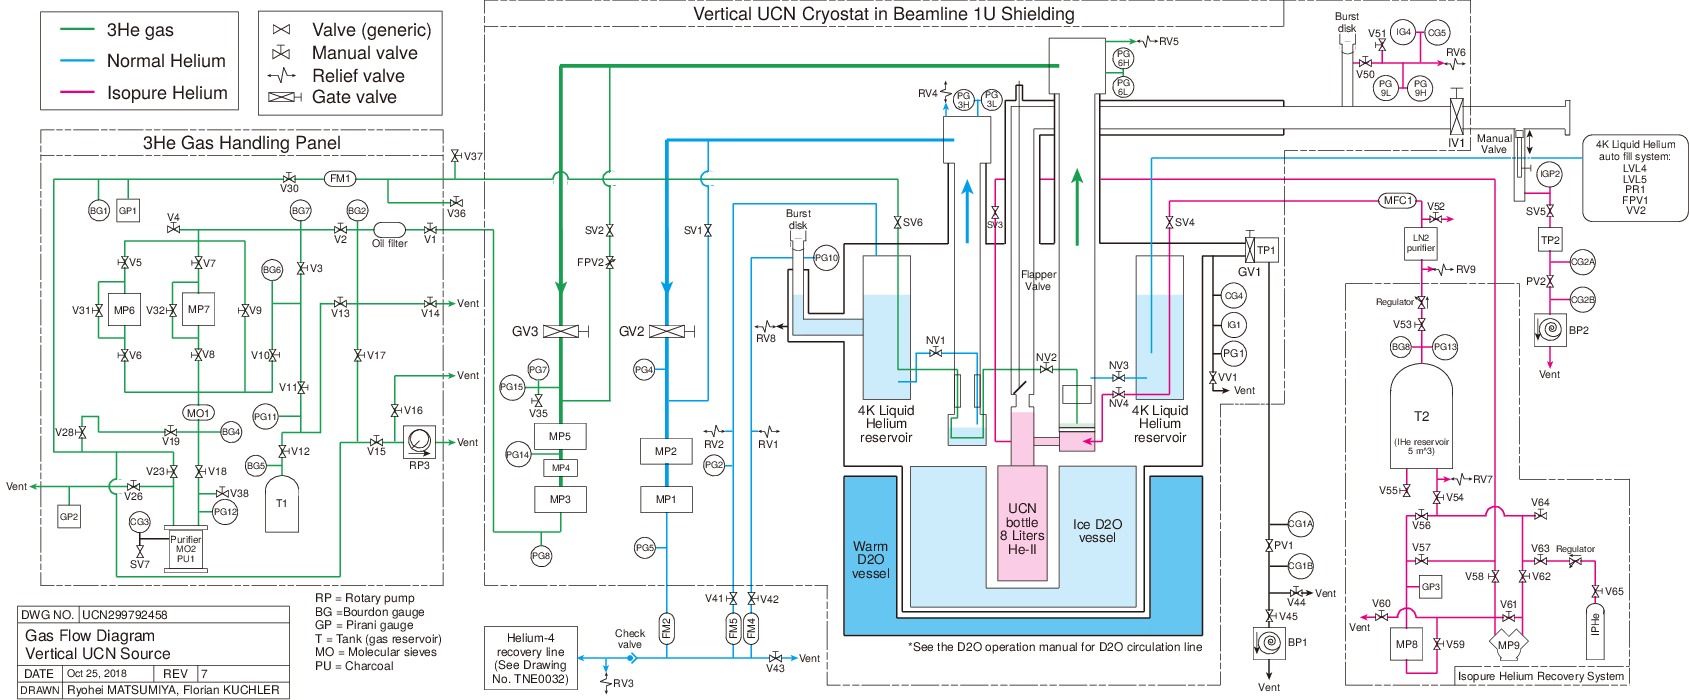 Vertical UCN Cryostat in Beamline 1U Shielding
3He gas
Normal Helium
Isopure Helium
Valve (generic)
Manual valve
Relief valve
Gate valve
3He Gas Handling Panel
V37
V30
FM1
BG1
GP1
V36
BG7
BG2
V4
V2
Oil filter
V1
V5
V7
BG6
V3
V31
MP6
V32
MP7
V9
V13
V14
Vent
V6
V8
V10
V17
V11
Vent
MO1
PG11
V16
V28
V19
BG4
V12
V15
RP3
Vent
V23
V18
BG5
Vent
V26
V38
T1
GP2
CG3
PG12
Purifier
MO2
PU1
SV7
RP = Rotary pump
BG =Bourdon gauge
GP = Pirani gauge
T = Tank (gas reservoir)
MO = Molecular sieves
PU = Charcoal
DWG NO.
UCN299792458
Gas Flow Diagram
Vertical UCN Source
DATE
Oct 25, 2018
REV
7
DRAWN
Ryohei MATSUMIYA, Florian KUCHLER
SV2
FPV2
SV1
GV3
GV2
PG7
PG15
V35
PG4
MP5
PG14
MP4
MP3
MP2
MP1
PG8
PG5
RV2
RV1
PG2
V41
V42
FM2
FM5
FM4
Helium-4
recovery line
(See Drawing
No. TNE0032)
Check
valve
RV3
V43
Vent
RV4
PG
3H
PG
3L
RV5
PG
6H
PG
6L
Burst
disk
PG10
SV6
RV8
SV3
Flapper
Valve
SV4
NV1
NV2
NV3
NV4
4K Liquid
Helium
reservoir
4K Liquid
Helium
reservoir
UCN
bottle
8 Liters
He-II
Ice D2O
vessel
Warm
D2O
vessel
*See the D2O operation manual for D2O circulation line
TP1
GV1
CG4
IG1
PG1
VV1
Vent
CG1A
PV1
CG1B
V44
Vent
V45
BP1
Vent
Burst
disk
V51
IG4
CG5
V50
RV6
PG
9L
PG
9H
IV1
Manual
Valve
4K Liquid Helium
auto fill system:
LVL4
LVL5
PR1
FPV1
VV2
IGP2
SV5
TP2
CG2A
PV2
CG2B
BP2
Vent
MFC1
V52
LN2
purifier
RV9
Regulator
V53
BG8
PG13
T2
(IHe reservoir
5 m^3)
RV7
V55
V54
V56
V64
V57
V63
Regulator
V58
V62
GP3
V65
V60
V61
Vent
MP8
V59
MP9
IPHe
Isopure Helium Recovery System